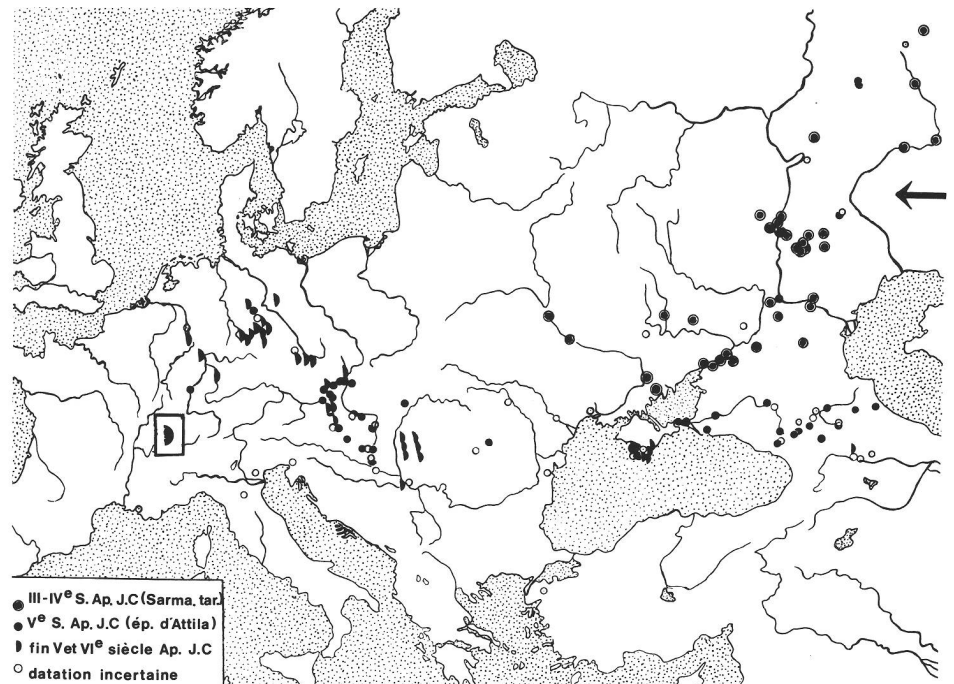 III-IVe S. Ap. J.C (Sarma. tar.)
Ve S. Ap. J.C (ép. d'Attila)
fin V et VIe siècle Ap. J.C
datation incertaine